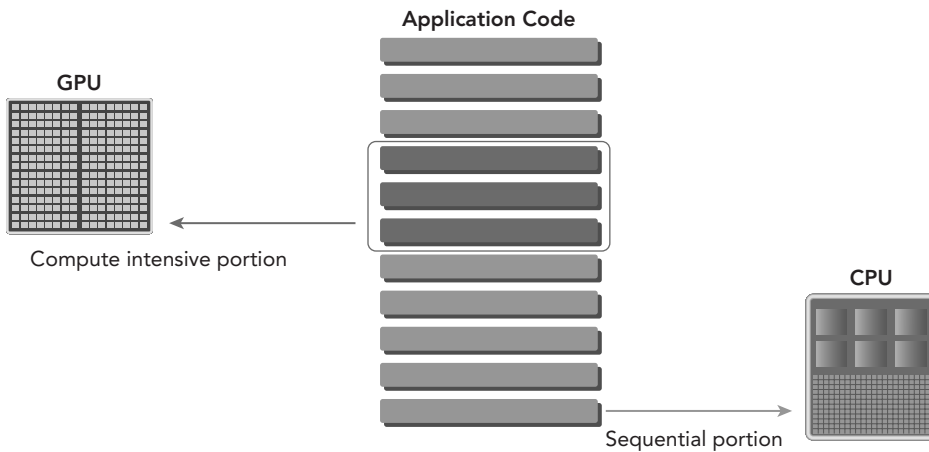 Application Code
GPU
Compute intensive portion
CPU
Sequential portion